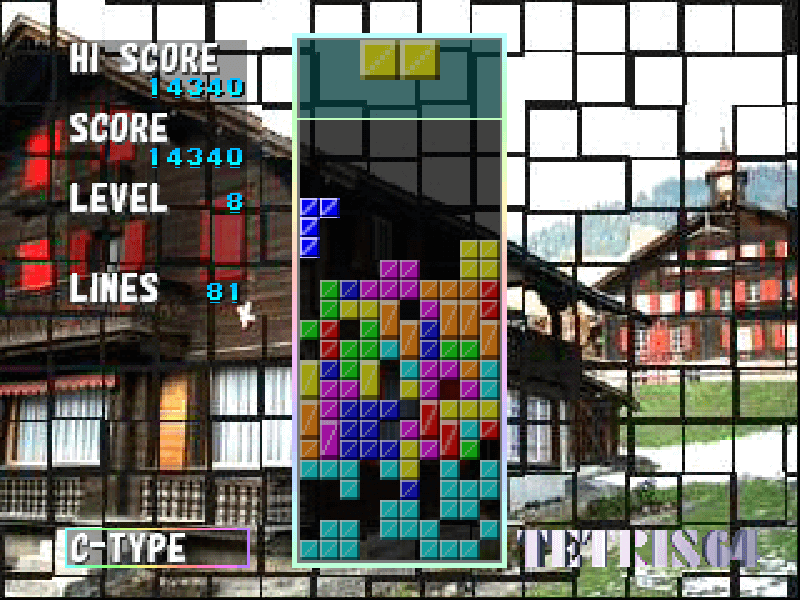 HI SCORE
14340
SCORE
14340
LEVEL
8
LINES
81
C-TYPE
TETRIS64